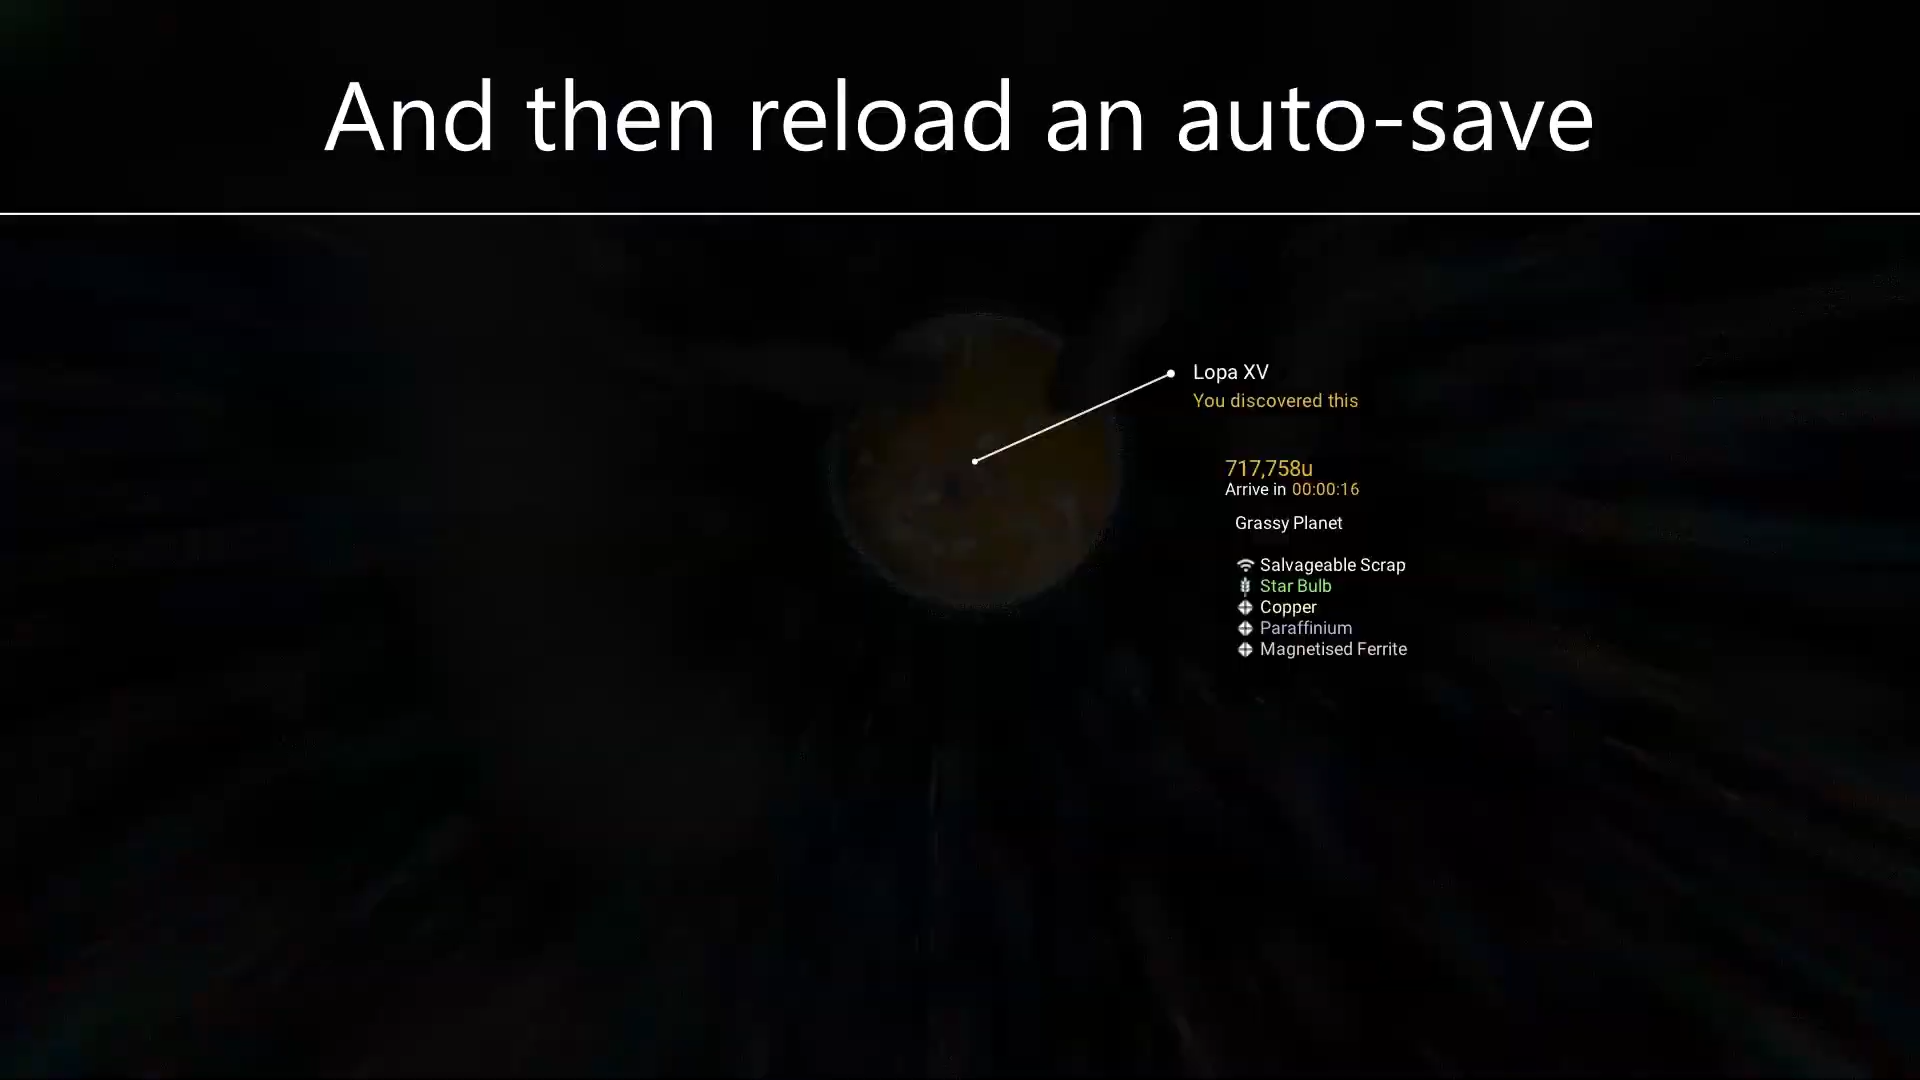 And then reload an auto-save
Lopa XV
You discovered this
717,758u
Arrive in 00:00:16
Grassy Planet
Salvageable Scrap
Star Bulb
Copper
Paraffinium
Magnetised Ferrite